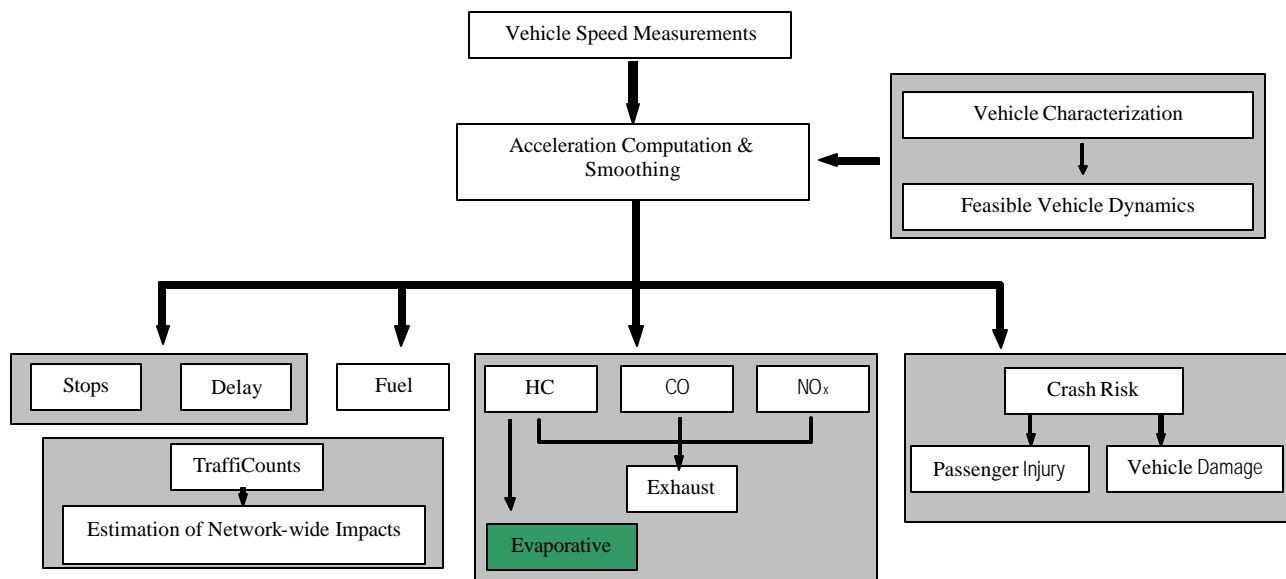 Vehicle Speed Measurements
Vehicle Characterization
Acceleration Computation &
Smoothing
Feasible Vehicle Dynamics
Stops
Delay
Fuel
HC
CO
NOx
Crash Risk
TraffiCounts
Estimation of Network-wide Impacts
Exhaust
Evaporative
Passenger Injury
Vehicle Damage